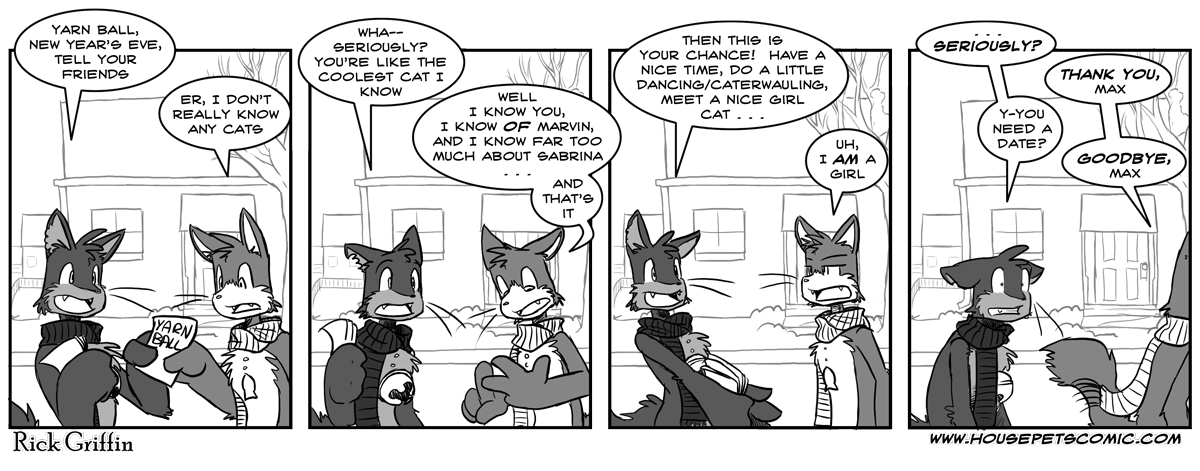 YARN BALL,
NEW YEAR'S EVE,
TELL YOUR
FRIENDS
ER, I DON'T
REALLY KNOW
ANY CATS
YARN
BALL
WHA--
SERIOUSLY?
YOU'RE LIKE THE
COOLEST CAT I
KNOW
WELL
I KNOW YOU,
I KNOW OF MARVIN,
AND I KNOW FAR TOO
MUCH ABOUT SABRINA
. . .
AND
THAT'S
IT
THEN THIS IS
YOUR CHANCE! HAVE A
NICE TIME, DO A LITTLE
DANCING/CATERWAULING,
MEET A NICE GIRL
CAT . . .
UH,
I AM A
GIRL
. . .
SERIOUSLY?
THANK YOU,
MAX
Y-YOU
NEED A
DATE?
GOODBYE,
MAX
Rick Griffin
WWW.HOUSEPETSCOMIC.COM